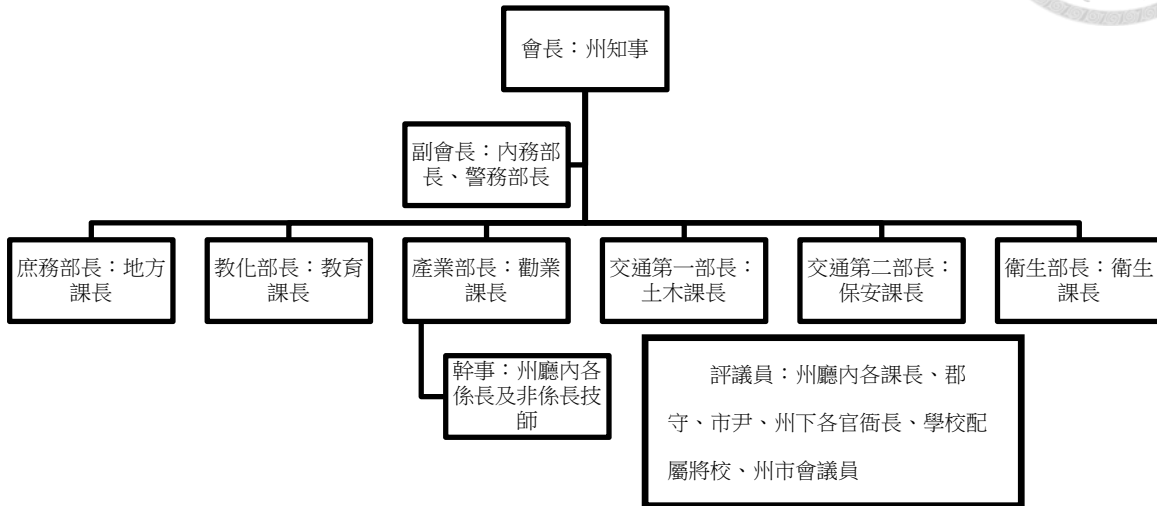 會長：州知事
副會長：內務部
長、警務部長
庶務部長：地方
課長
教化部長：教育
課長
產業部長：勸業
課長
交通第一部長：
土木課長
交通第二部長：
保安課長
衛生部長：衛生
課長
幹事：州廳內各
係長及非係長技
師
評議員：州廳內各課長、郡
守、市尹、州下各官衙長、學校配
屬將校、州市會議員